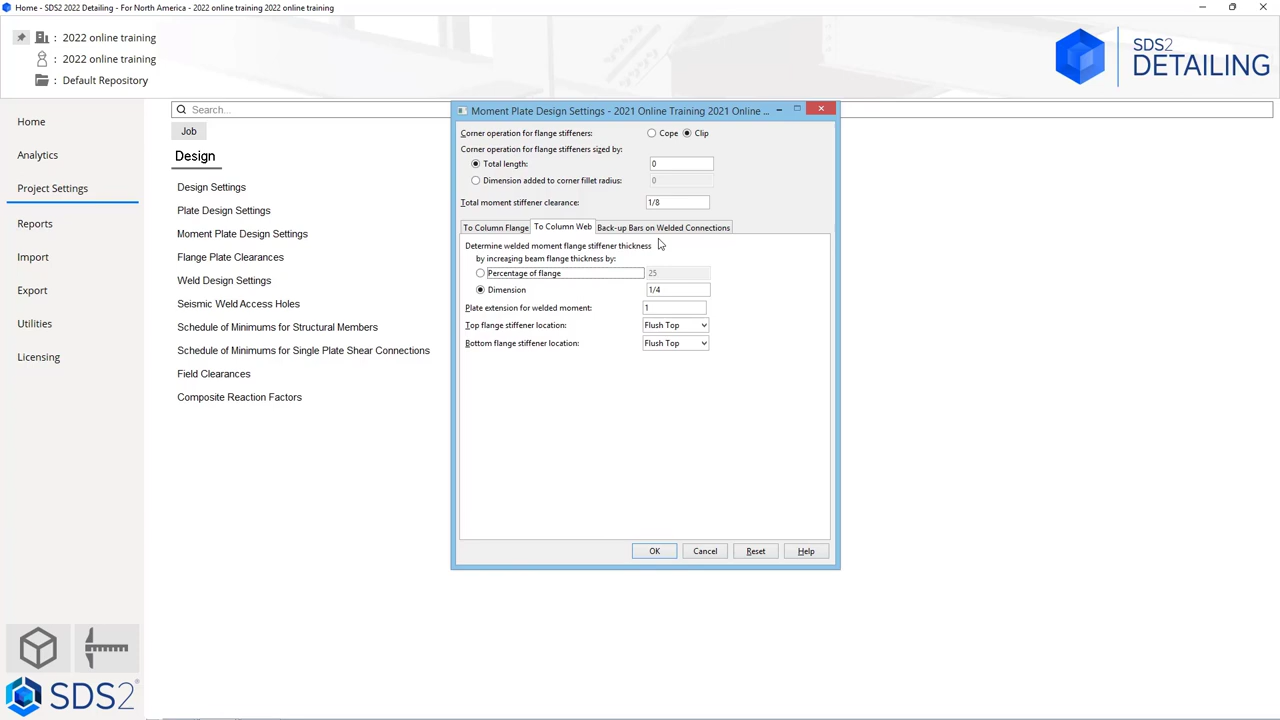 Home - SDS2 2022 Detailing - For North America - 2022 online training 2022 online training
: 2022 online training
: 2022 online training
: Default Repository
SDS2
DETAILING
Home
Analytics
Project Settings
Reports
Import
Export
Utilities
Licensing
SDS2
Search...
Job
Design
Design Settings
Plate Design Settings
Moment Plate Design Settings
Flange Plate Clearances
Weld Design Settings
Seismic Weld Access Holes
Schedule of Minimums for Structural Members
Schedule of Minimums for Single Plate Shear Connections
Field Clearances
Composite Reaction Factors
Moment Plate Design Settings - 2021 Online Training 2021 Online ...
Corner operation for flange stiffeners: Cope Clip
Corner operation for flange stiffeners sized by:
Total length: 0
Dimension added to corner fillet radius: 0
Total moment stiffener clearance: 1/8
To Column Flange To Column Web Back-up Bars on Welded Connections
Determine welded moment flange stiffener thickness
by increasing beam flange thickness by:
Percentage of flange 25
Dimension 1/4
Plate extension for welded moment: 1
Top flange stiffener location: Flush Top
Bottom flange stiffener location: Flush Top
OK Cancel Reset Help